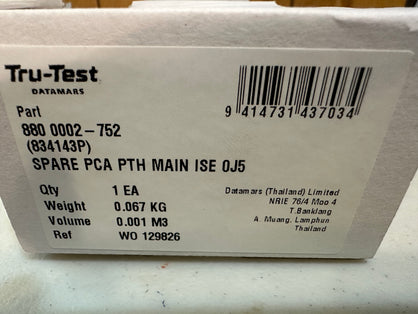 Tru-Test
DATAMARS
9 414731 437034
Part
880 0002-752
(834143P)
SPARE PCA PTH MAIN ISE 0J5
Qty 1 EA
Weight 0.067 KG
Volume 0.001 M3
Ref WO 129826
Datamars (Thailand) Limited
NRIE 76/4 Moo 4
T.Banklang
A. Muang. Lamphun
Thailand